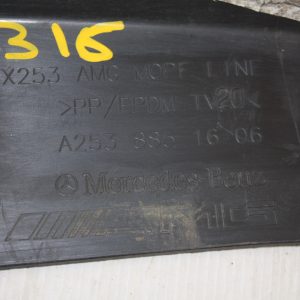 316
X253 AMG MOPF LINE
>PP/EPDM TV20<
A253 885 16 06
Mercedes-Benz